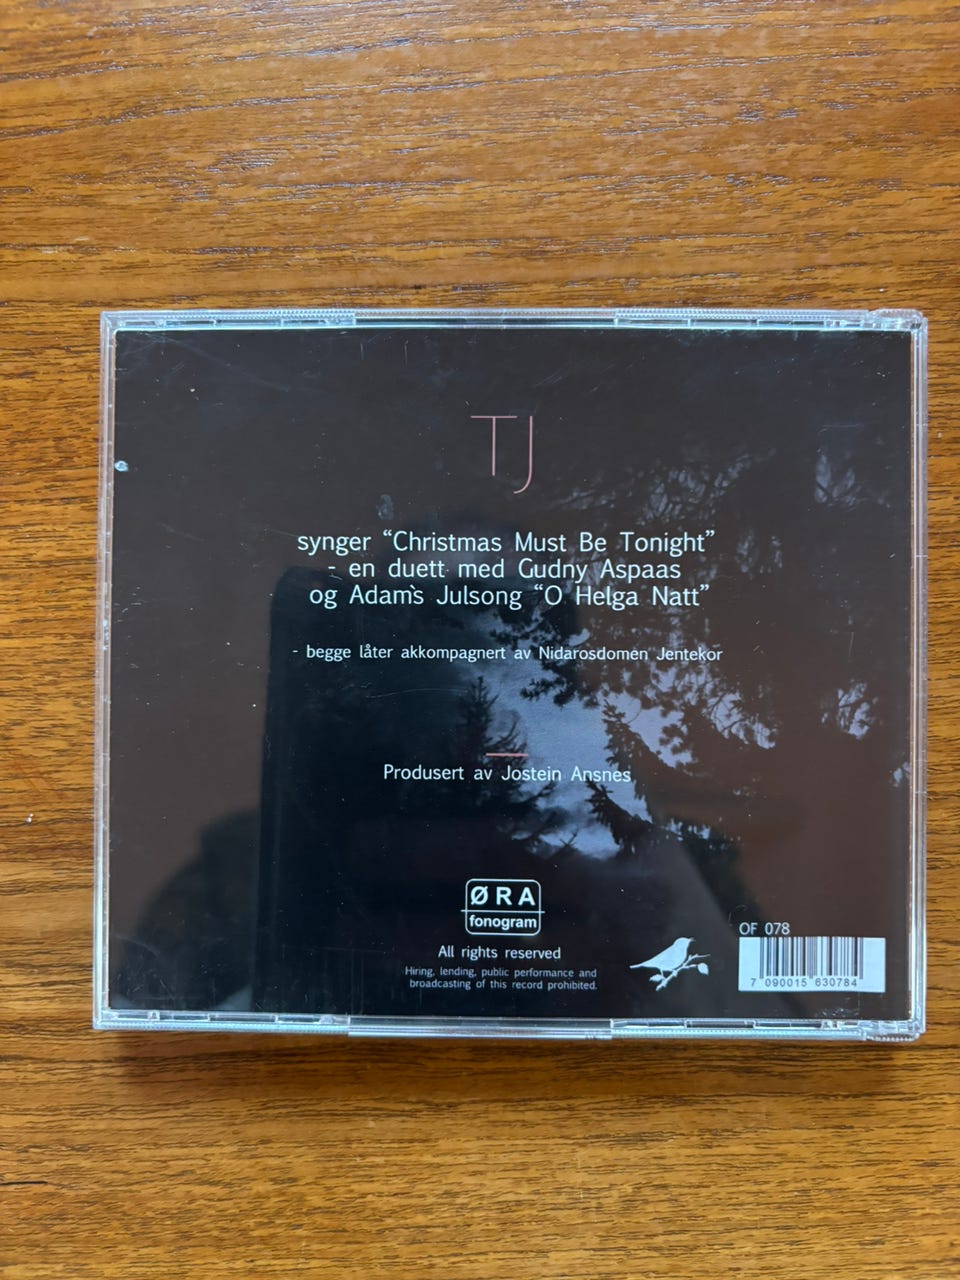 TJ
synger “Christmas Must Be Tonight”
- en duett med Gudny Aspaas
og Adam`s Julsong “O Helga Natt”
- begge låter akkompagnert av Nidarosdomen Jentekor
Produsert av Jostein Ansnes
ØRA
fonogram
All rights reserved
Hiring, lending, public performance and
broadcasting of this record prohibited.
OF 078
7 090015 630784